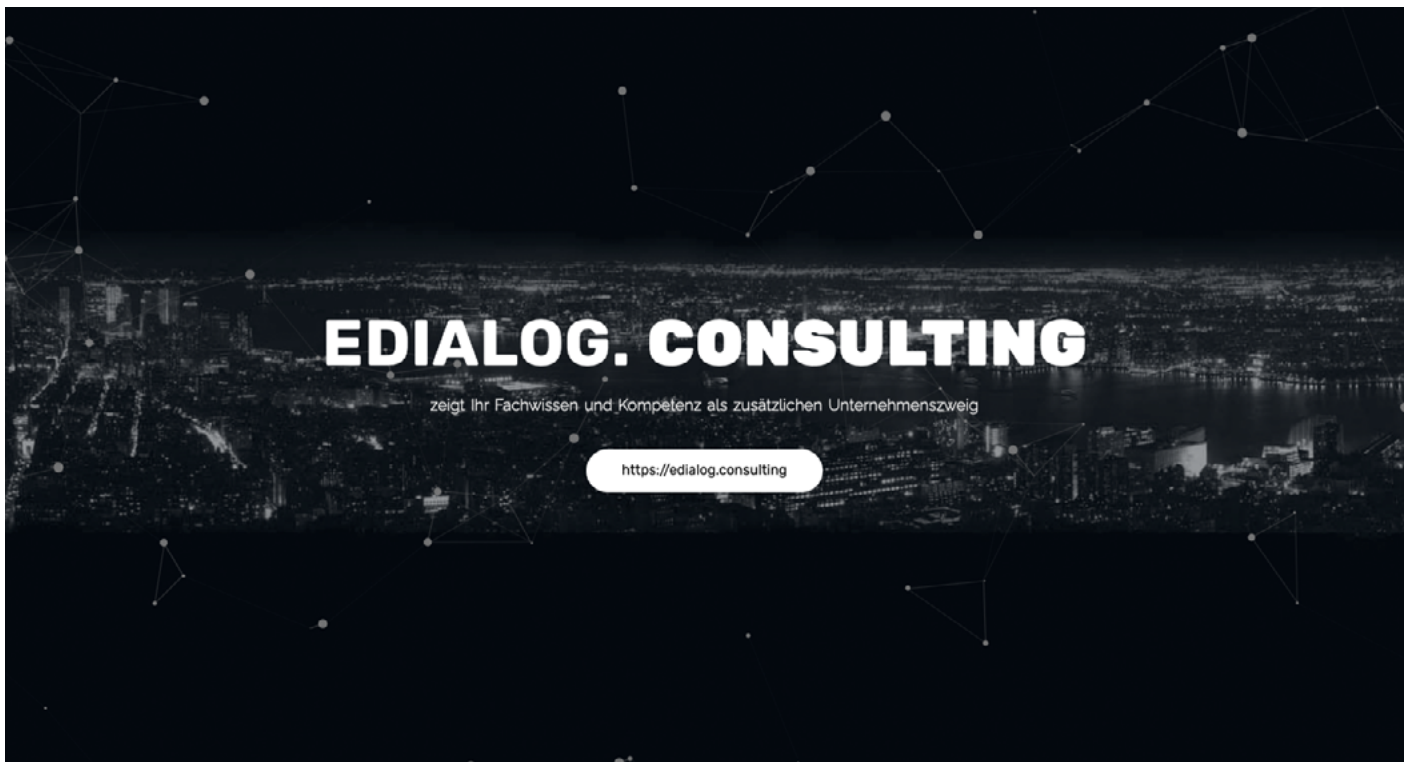 EDIALOG. CONSULTING
zeigt Ihr Fachwissen und Kompetenz als zusätzlichen Unternehmenszweig
https://edialog.consulting